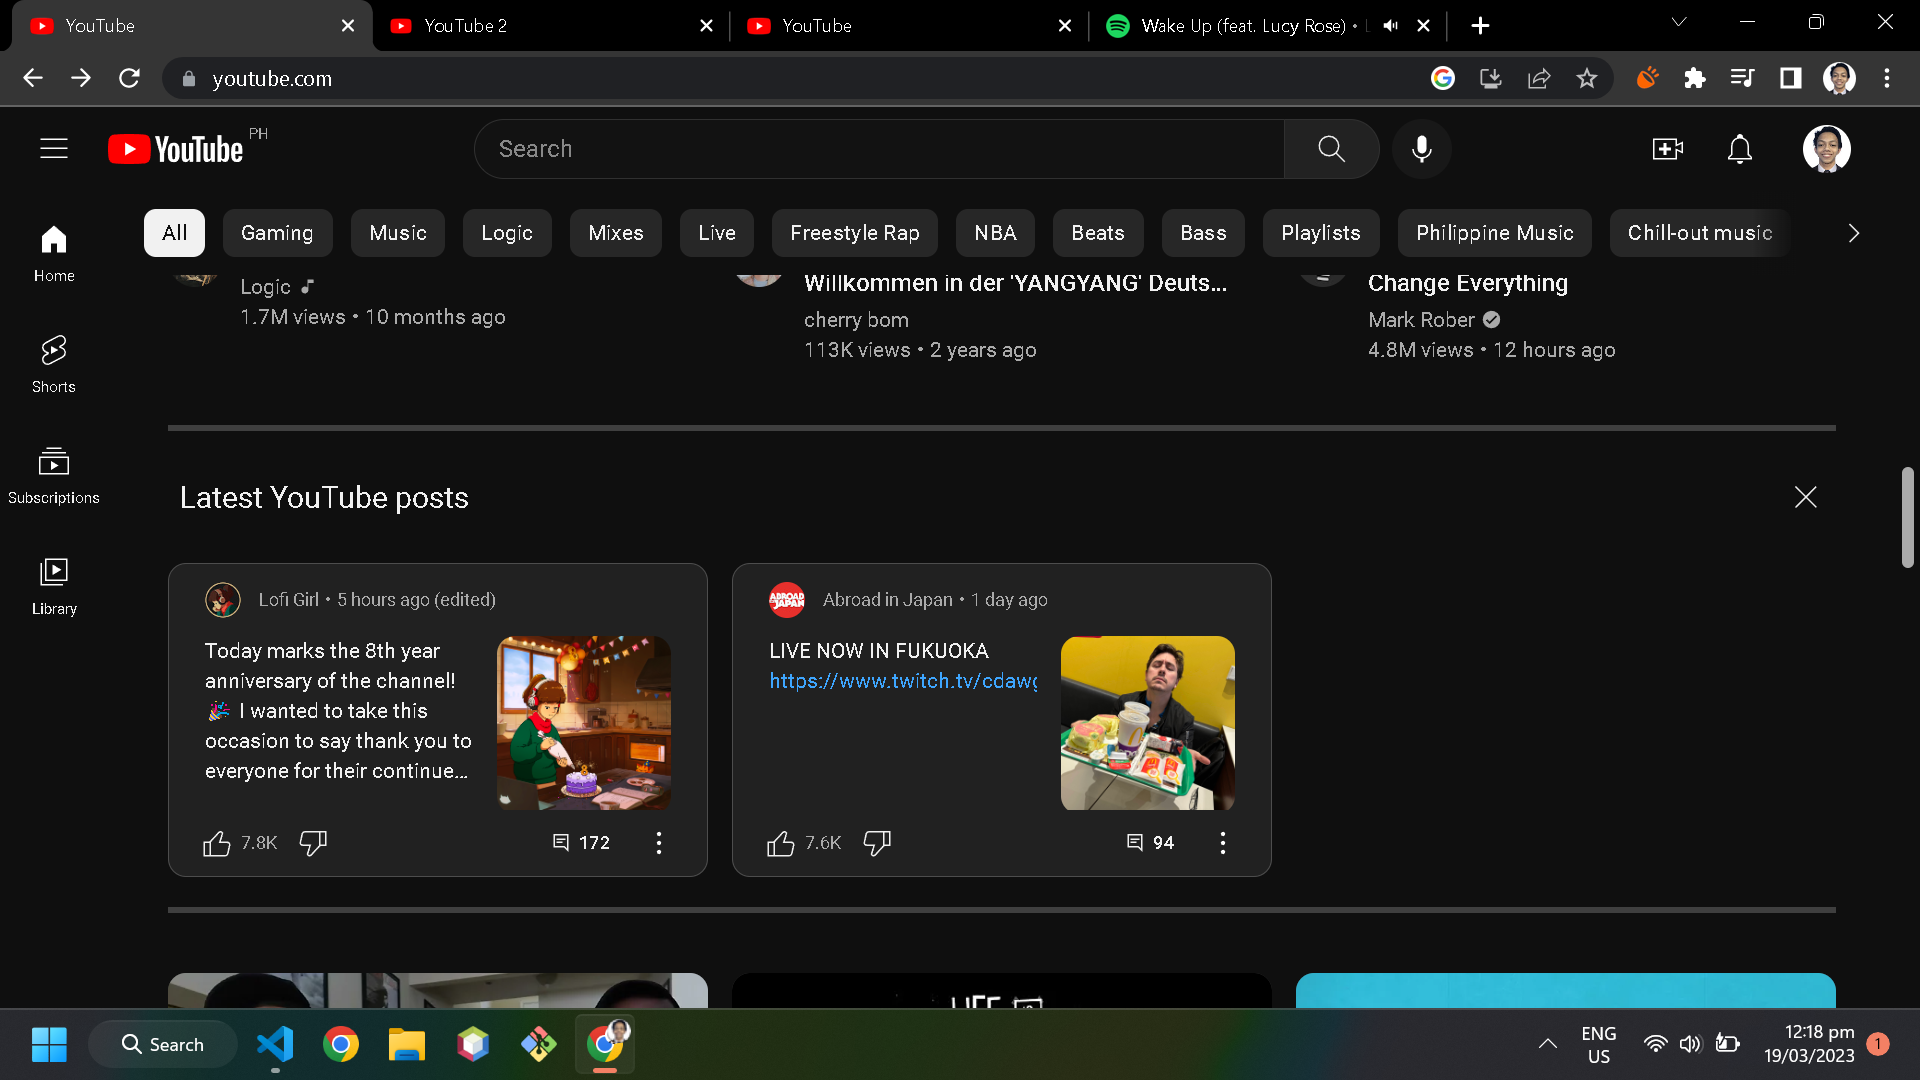 YouTube
YouTube 2
YouTube
Wake Up (feat. Lucy Rose) •
youtube.com
YouTube PH
Search
All
Gaming
Music
Logic
Mixes
Live
Freestyle Rap
NBA
Beats
Bass
Playlists
Philippine Music
Chill-out music
Home
Shorts
Subscriptions
Library
Logic
1.7M views • 10 months ago
Willkommen in der 'YANGYANG' Deuts...
cherry bom
113K views • 2 years ago
Change Everything
Mark Rober
4.8M views • 12 hours ago
Latest YouTube posts
Lofi Girl • 5 hours ago (edited)
Today marks the 8th year
anniversary of the channel!
🎉 I wanted to take this
occasion to say thank you to
everyone for their continue...
8
7.8K
172
ABROAD
IN JAPAN
Abroad in Japan • 1 day ago
LIVE NOW IN FUKUOKA
https://www.twitch.tv/cdawg
7.6K
94
Search
ENG
US
12:18 pm
19/03/2023
1